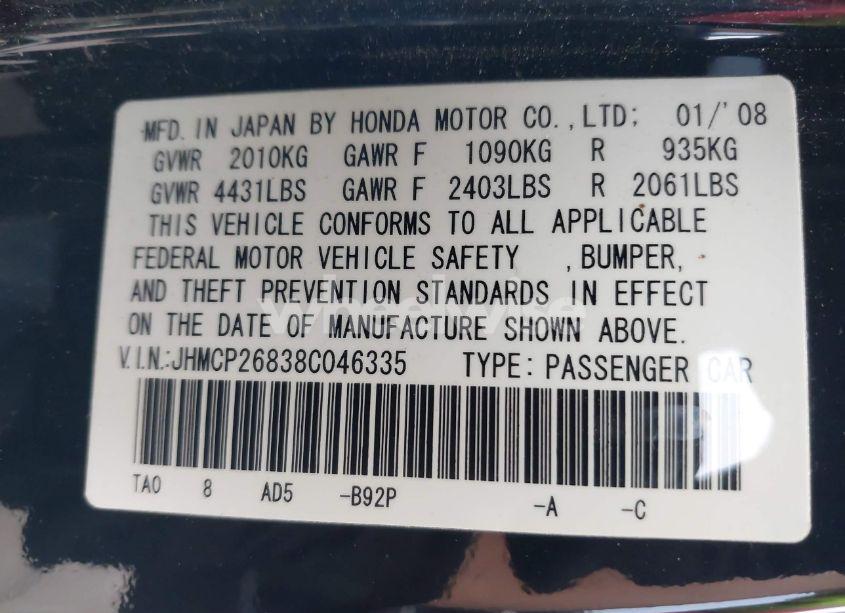 MFD. IN JAPAN BY HONDA MOTOR CO.,LTD; 01/'08
GVWR 2010KG GAWR F 1090KG R 935KG
GVWR 4431LBS GAWR F 2403LBS R 2061LBS
THIS VEHICLE CONFORMS TO ALL APPLICABLE
FEDERAL MOTOR VEHICLE SAFETY ,BUMPER,
AND THEFT PREVENTION STANDARDS IN EFFECT
wheelwise
ON THE DATE OF MANUFACTURE SHOWN ABOVE.
V.I.N.:JHMCP26838C046335 TYPE: PASSENGER CAR
TA0 8 AD5 -B92P -A -C